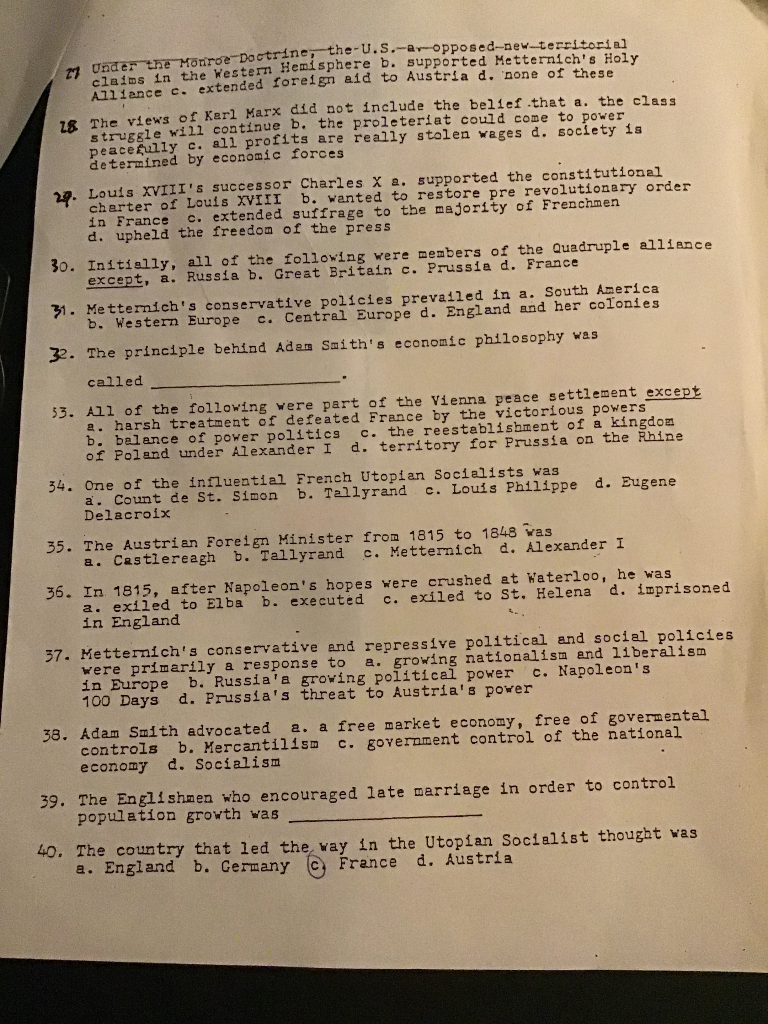 27 Under the Monroe Doctrine, the U.S. a. opposed new territorial
claims in the Western Hemisphere b. supported Metternich's Holy
Alliance c. extended foreign aid to Austria d. none of these
28 The views of Karl Marx did not include the belief that a. the class
struggle will continue b. the proleteriat could come to power
peacefully c. all profits are really stolen wages d. society is
determined by economic forces
29. Louis XVIII's successor Charles X a. supported the constitutional
charter of Louis XVIII b. wanted to restore pre revolutionary order
in France c. extended suffrage to the majority of Frenchmen
d. upheld the freedom of the press
30. Initially, all of the following were members of the Quadruple alliance
except, a. Russia b. Great Britain c. Prussia d. France
31. Metternich's conservative policies prevailed in a. South America
b. Western Europe c. Central Europe d. England and her colonies
32. The principle behind Adam Smith's economic philosophy was
called ____________________.
33. All of the following were part of the Vienna peace settlement except
a. harsh treatment of defeated France by the victorious powers
b. balance of power politics c. the reestablishment of a kingdom
of Poland under Alexander I d. territory for Prussia on the Rhine
34. One of the influential French Utopian Socialists was
a. Count de St. Simon b. Tallyrand c. Louis Philippe d. Eugene
Delacroix
35. The Austrian Foreign Minister from 1815 to 1848 was
a. Castlereagh b. Tallyrand c. Metternich d. Alexander I
36. In 1815, after Napoleon's hopes were crushed at Waterloo, he was
a. exiled to Elba b. executed c. exiled to St. Helena d. imprisoned
in England
37. Metternich's conservative and repressive political and social policies
were primarily a response to a. growing nationalism and liberalism
in Europe b. Russia'a growing political power c. Napoleon's
100 Days d. Prussia's threat to Austria's power
38. Adam Smith advocated a. a free market economy, free of govermental
controls b. Mercantilism c. government control of the national
economy d. Socialism
39. The Englishmen who encouraged late marriage in order to control
population growth was ____________________
40. The country that led the way in the Utopian Socialist thought was
a. England b. Germany c. France d. Austria